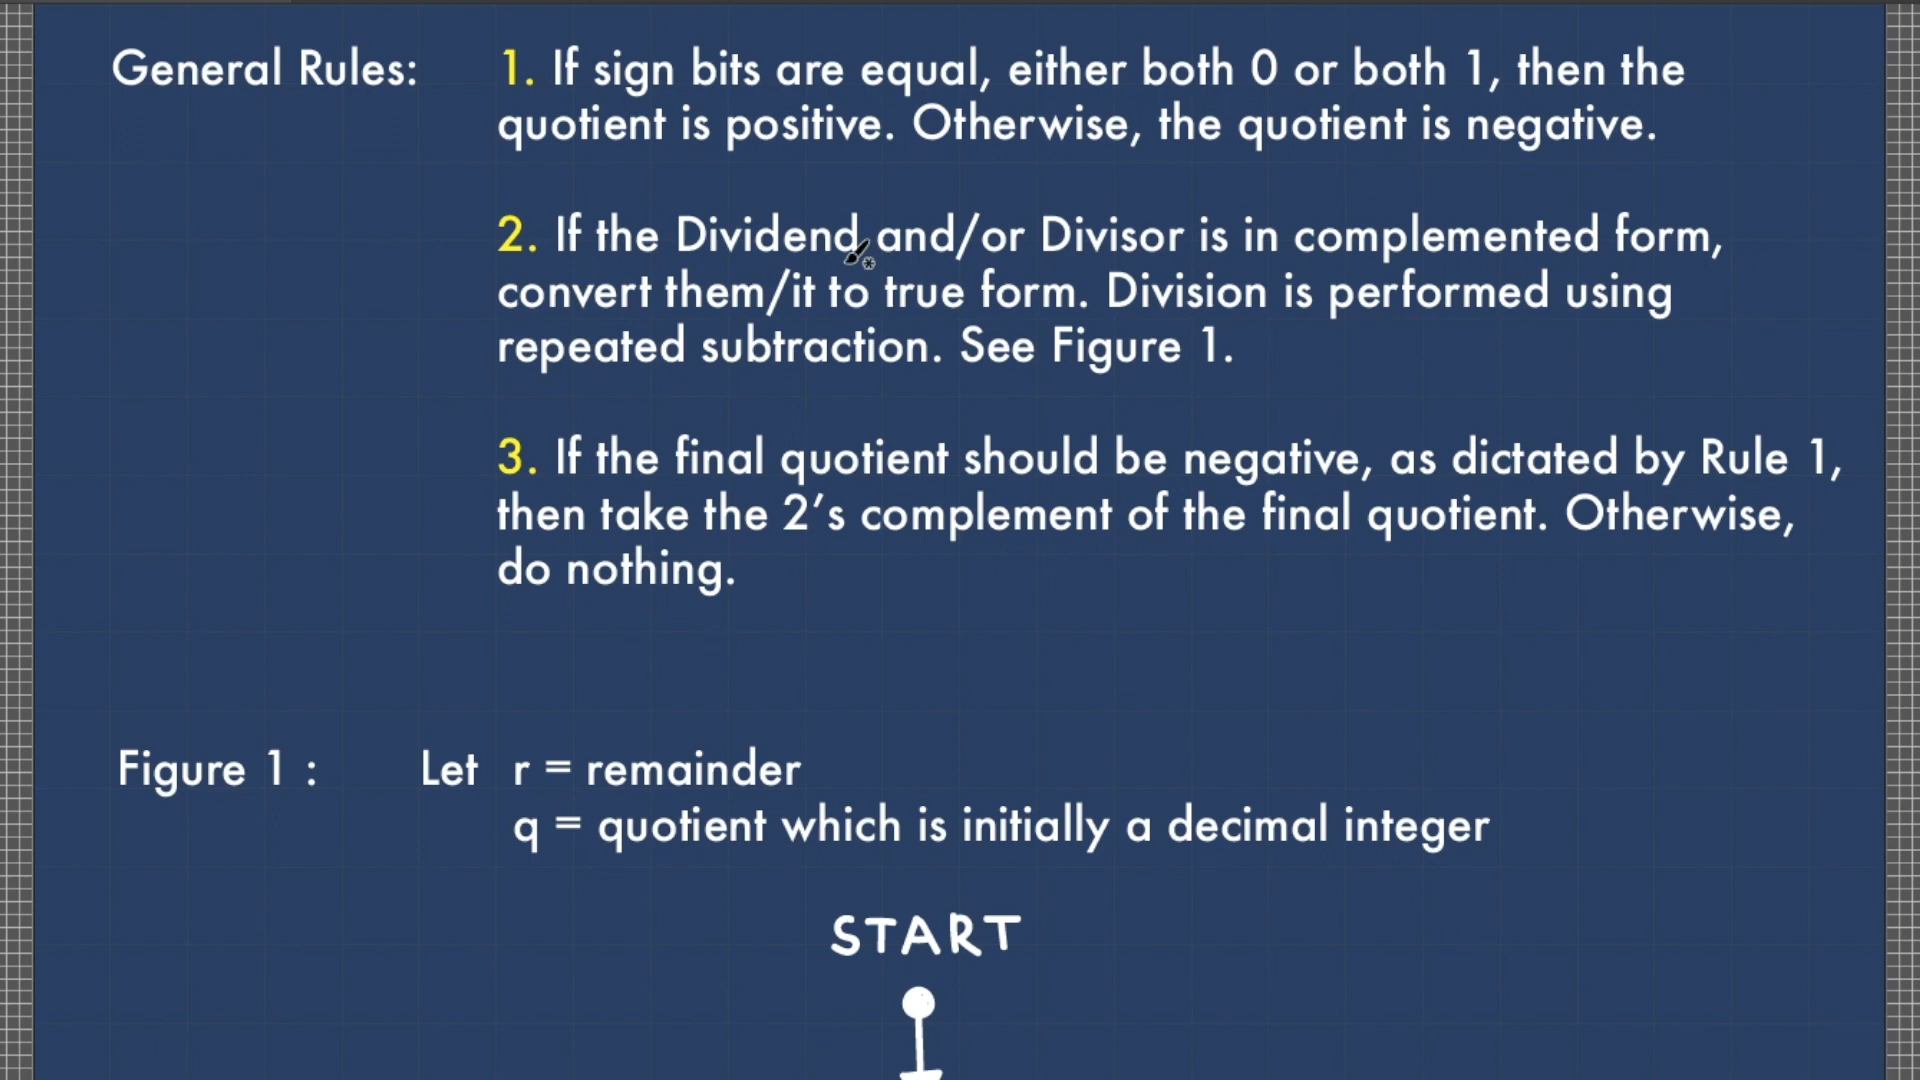 General Rules:
1. If sign bits are equal, either both 0 or both 1, then the
quotient is positive. Otherwise, the quotient is negative.
2. If the Dividend and/or Divisor is in complemented form,
convert them/it to true form. Division is performed using
repeated subtraction. See Figure 1.
3. If the final quotient should be negative, as dictated by Rule 1,
then take the 2’s complement of the final quotient. Otherwise,
do nothing.
Figure 1 : Let r = remainder
q = quotient which is initially a decimal integer
START